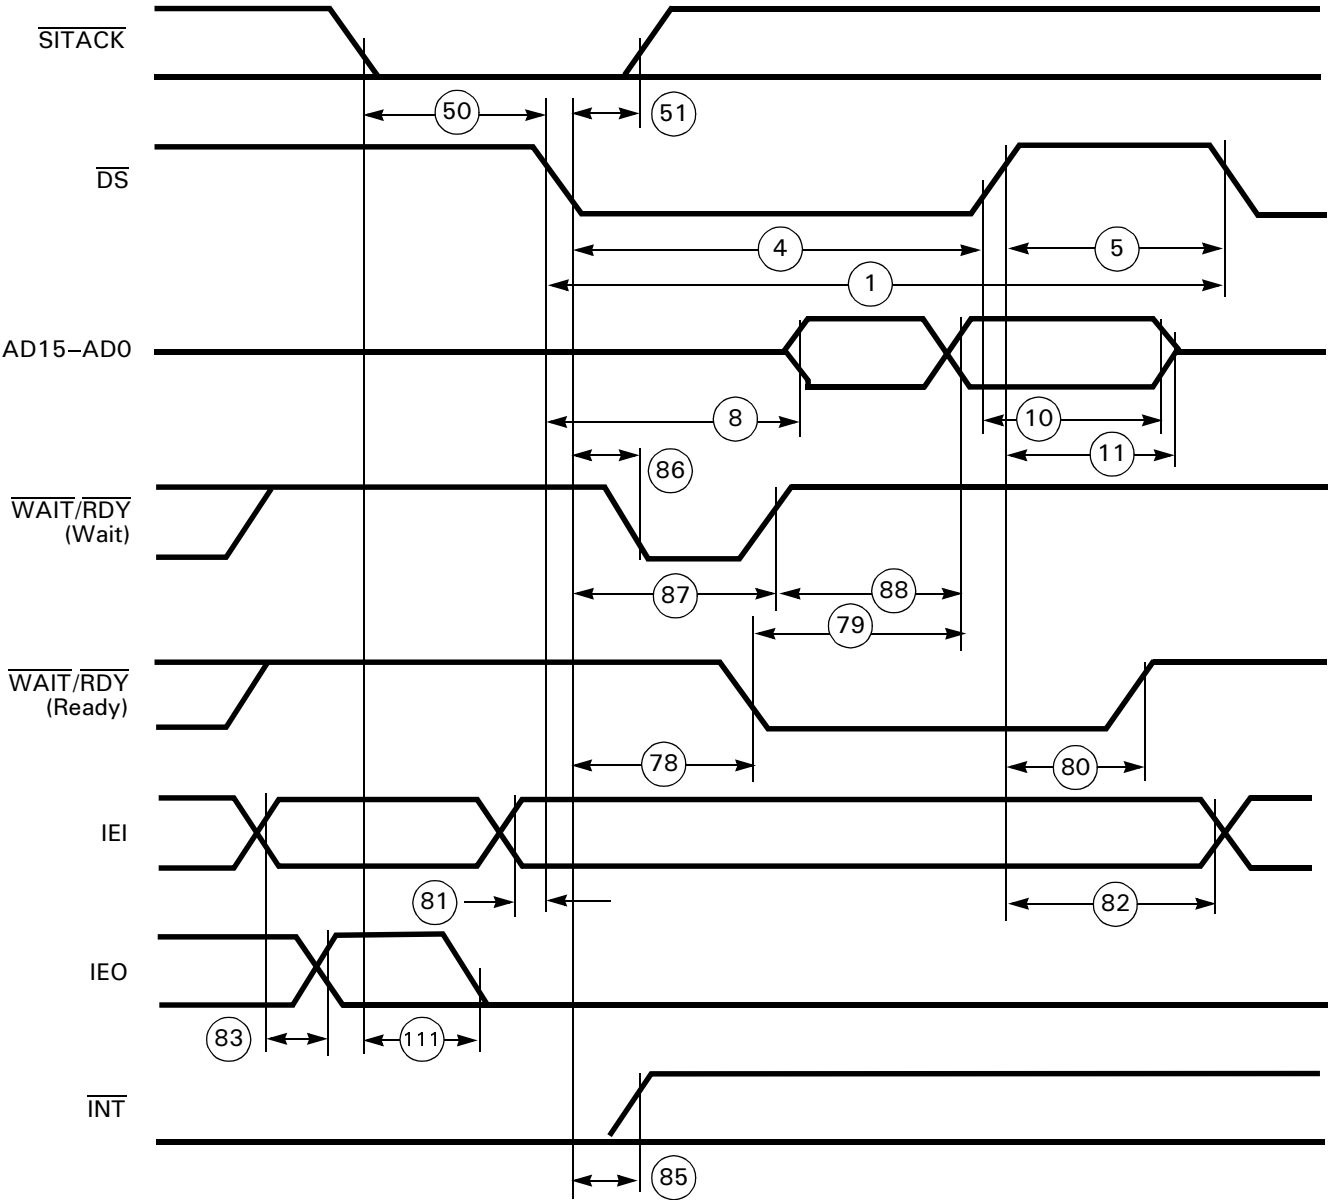 SITACK
50
51
DS
4
5
1
AD15–AD0
8
10
11
86
WAIT/RDY
(Wait)
87
88
79
WAIT/RDY
(Ready)
78
80
IEI
81
82
IEO
83
111
INT
85